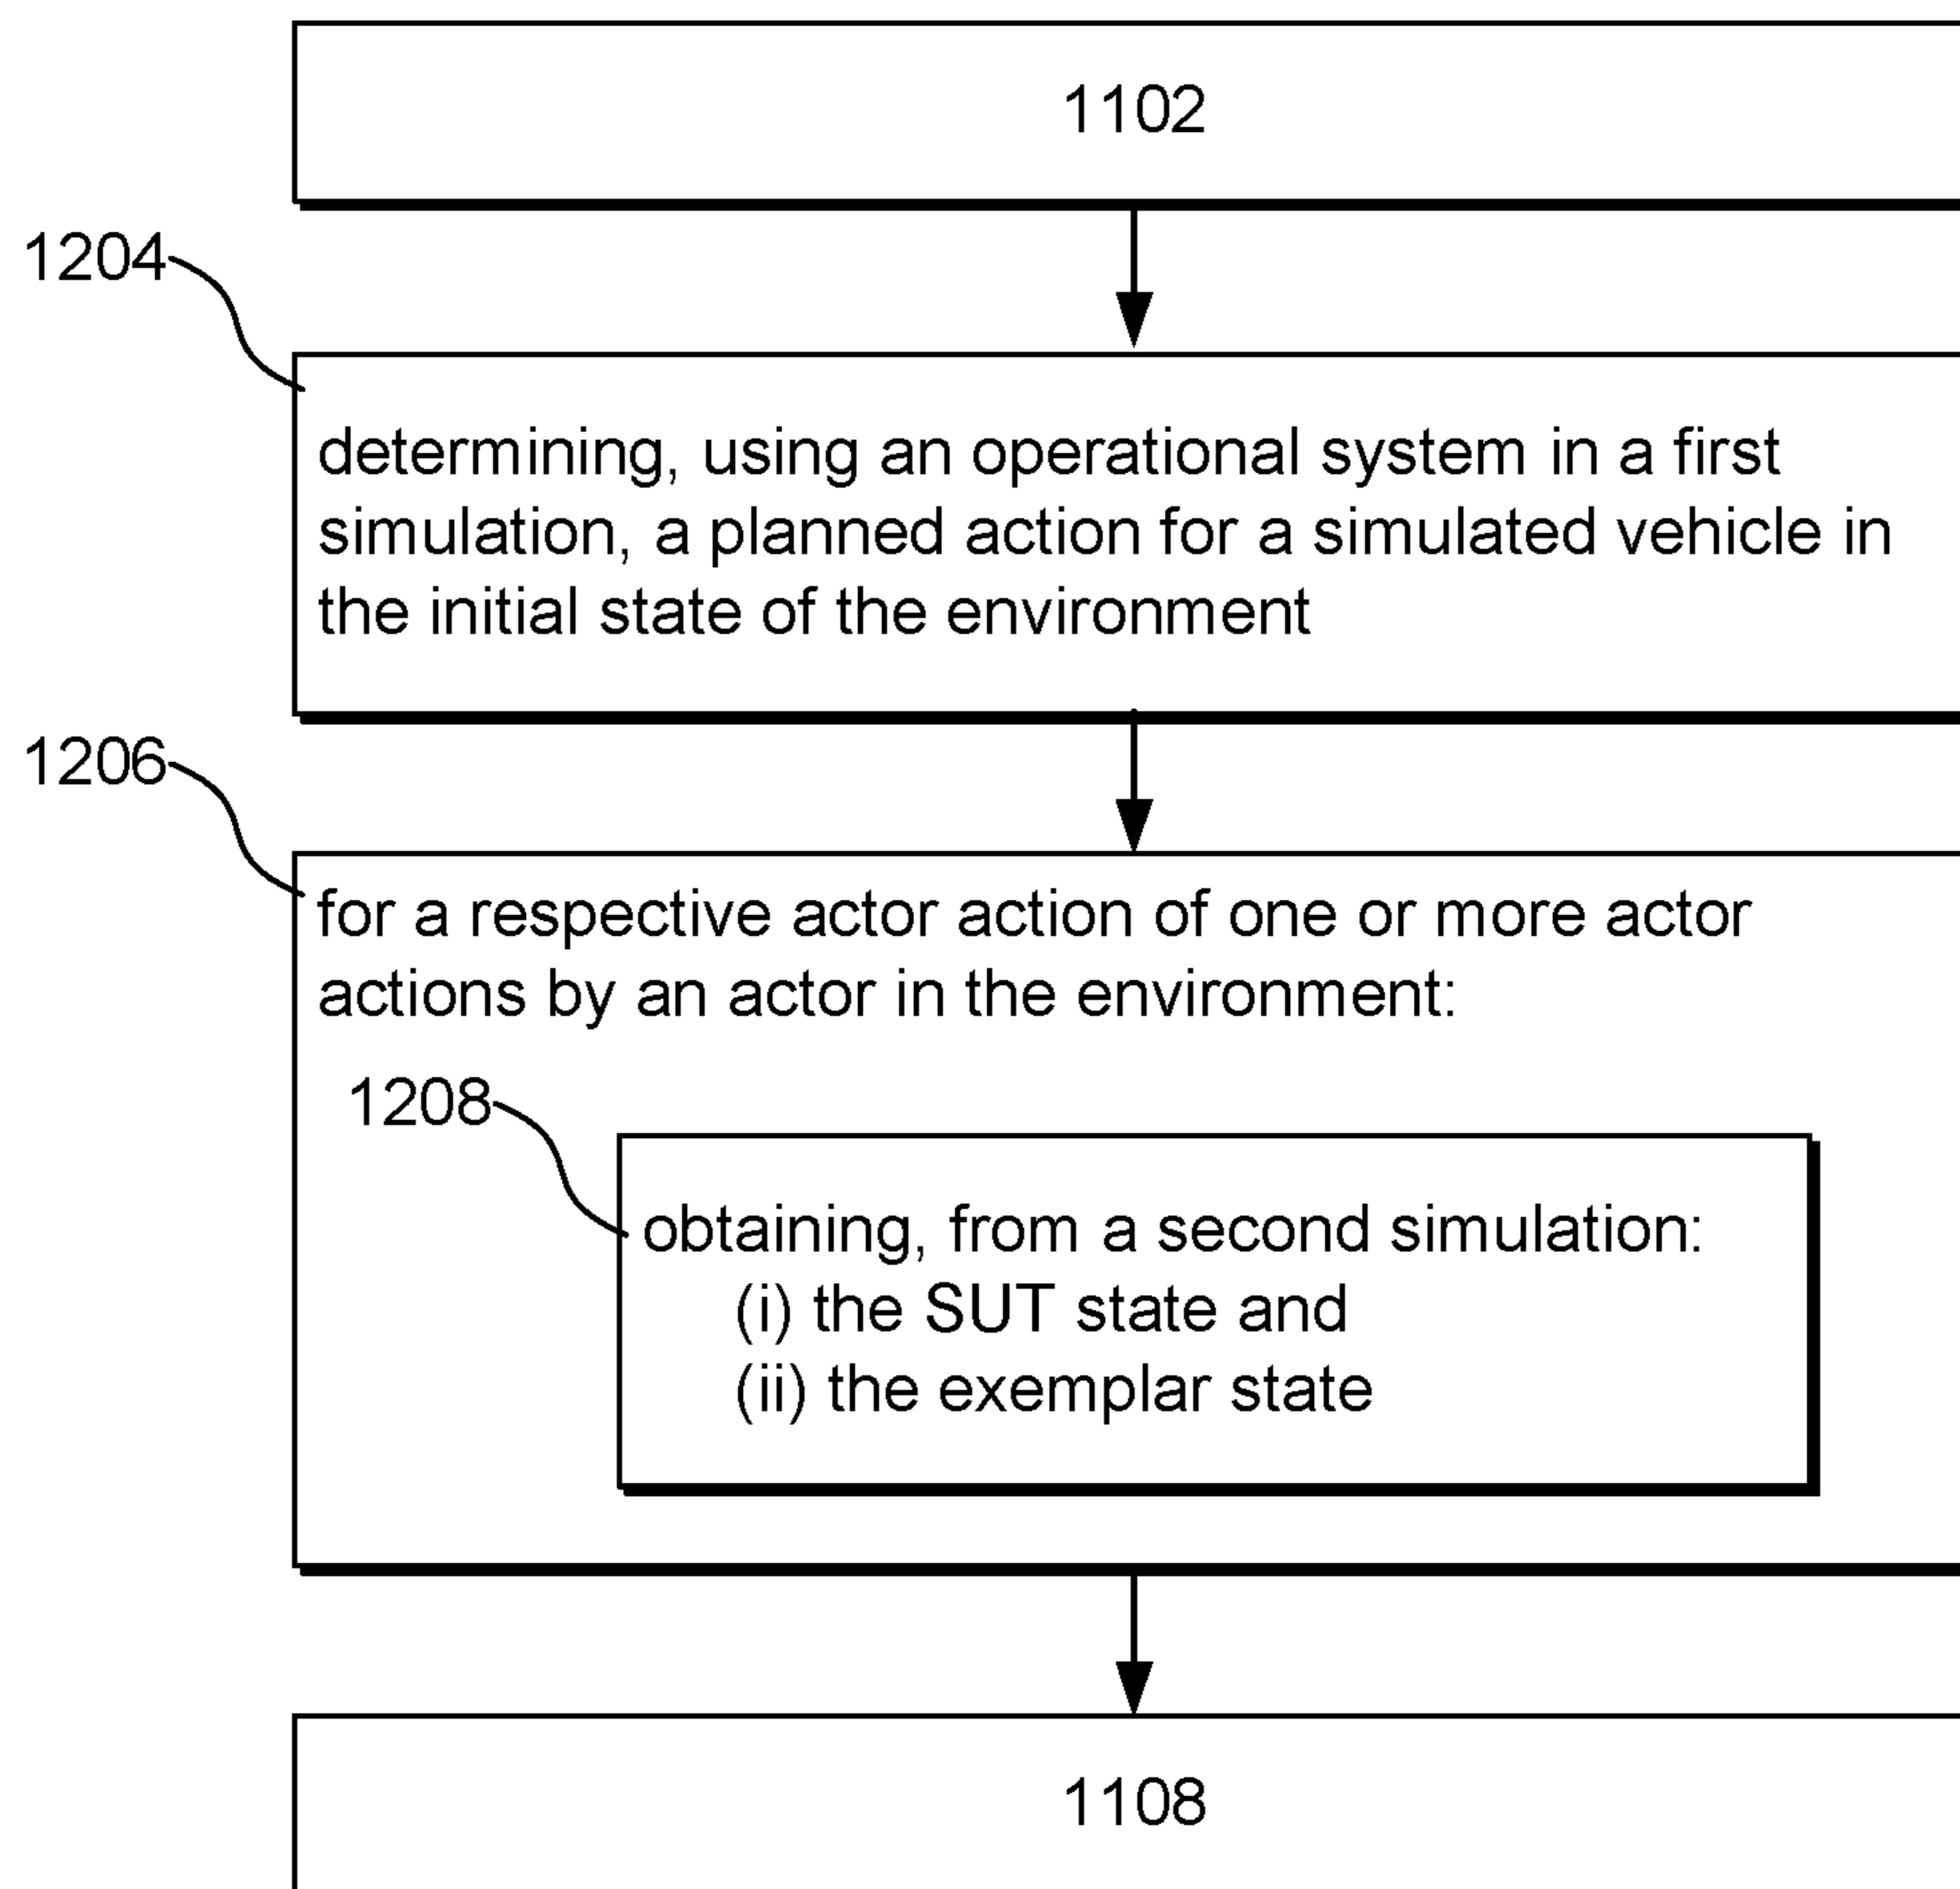 1102
1204
determining, using an operational system in a first
simulation, a planned action for a simulated vehicle in
the initial state of the environment
1206
for a respective actor action of one or more actor
actions by an actor in the environment:
1208
obtaining, from a second simulation:
(i) the SUT state and
(ii) the exemplar state
1108